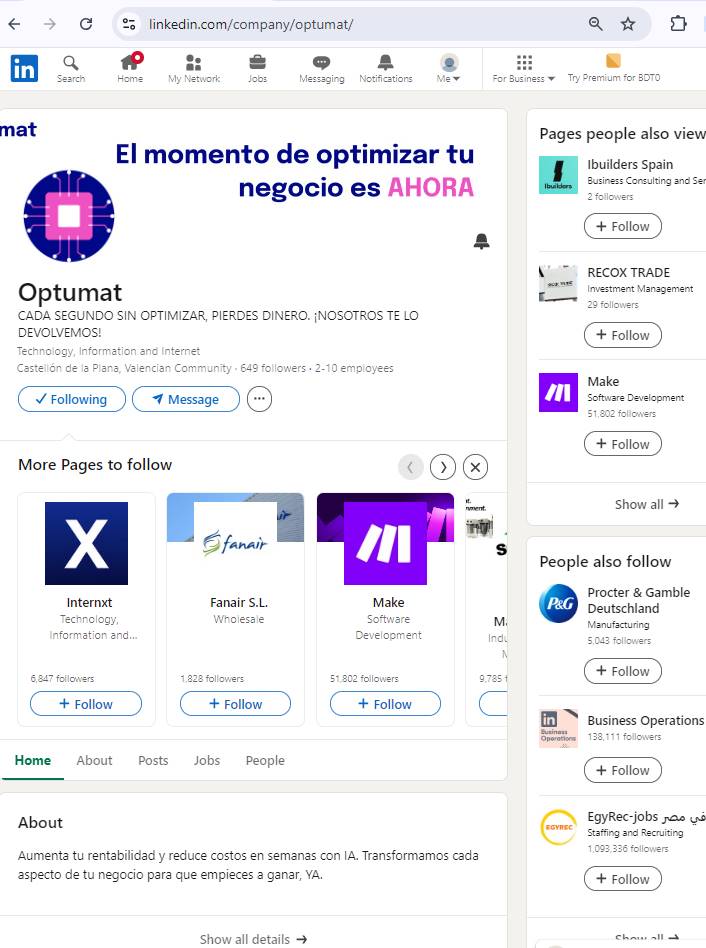 linkedin.com/company/optumat/
in
Search
Home
My Network
Jobs
Messaging
Notifications
Me
For Business
Try Premium for BDT0
mat
El momento de optimizar tu
negocio es AHORA
Optumat
CADA SEGUNDO SIN OPTIMIZAR, PIERDES DINERO. ¡NOSOTROS TE LO
DEVOLVEMOS!
Technology, Information and Internet
Castellón de la Plana, Valencian Community · 649 followers · 2-10 employees
Following
Message
More Pages to follow
X
Internxt
Technology,
Information and...
6,847 followers
+ Follow
fanair
Fanair S.L.
Wholesale
1,828 followers
+ Follow
Make
Software
Development
51,802 followers
+ Follow
9,785
Home
About
Posts
Jobs
People
About
Aumenta tu rentabilidad y reduce costos en semanas con IA. Transformamos cada
aspecto de tu negocio para que empieces a ganar, YA.
Show all details →
Pages people also view
Ibuilders
Ibuilders Spain
Business Consulting and Ser
2 followers
+ Follow
RECOX TRADE
Investment Management
29 followers
+ Follow
Make
Software Development
51,802 followers
+ Follow
Show all →
People also follow
P&G
Procter & Gamble
Deutschland
Manufacturing
5,043 followers
+ Follow
in
Business
Operations
Business Operations
138,111 followers
+ Follow
EGYREC
EgyRec-jobs في مصر
Staffing and Recruiting
1,093,336 followers
+ Follow
Show all →